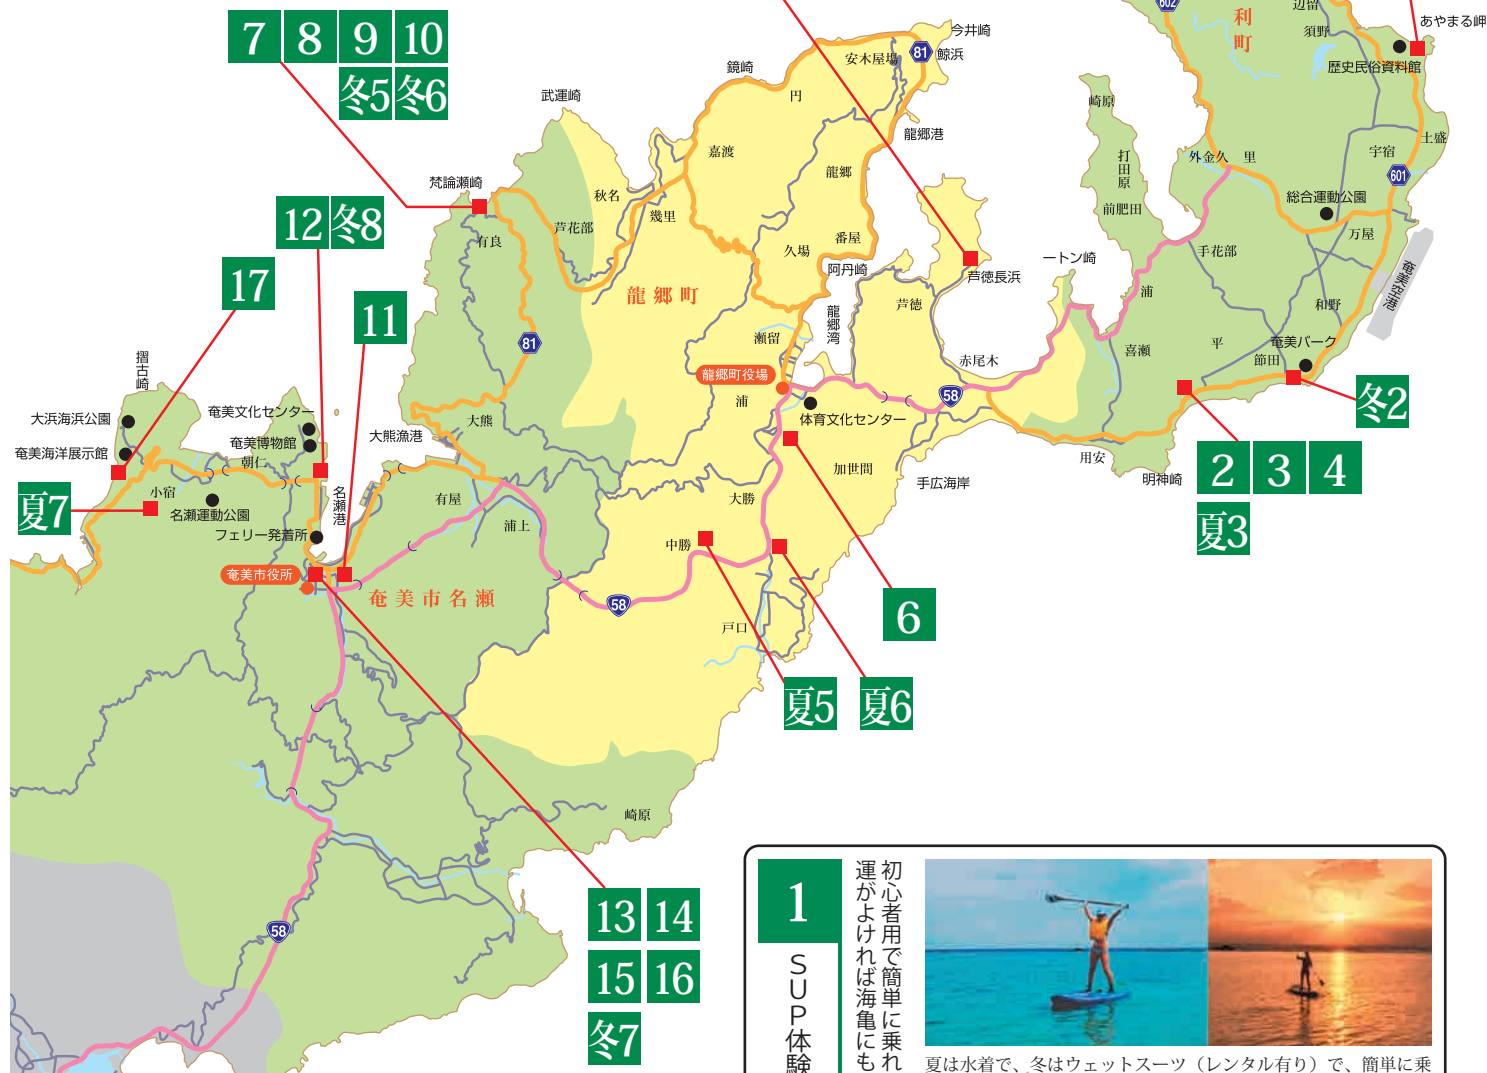 7 8 9 10
冬5 冬6
12 冬8
17
11
夏7
13 14
15 16
冬7
夏5
夏6
6
2 3 4
夏3
冬2
602
利町
辺留
須野
あやまる岬
歴史民俗資料館
土盛
宇宿
601
総合運動公園
万屋
奄美空港
和野
奄美パーク
節田
平
手花部
外金久
里
崎原
打田原
前肥田
浦
喜瀬
用安
明神崎
今井崎
81
鯨浜
安木屋場
鏡崎
円
武運崎
龍郷港
嘉渡
龍郷
梵論瀬崎
秋名
幾里
芦花部
有良
番屋
久場
阿丹崎
芦徳長浜
ートン崎
龍郷町
芦徳
龍郷湾
瀬留
81
赤尾木
龍郷町役場
58
浦
体育文化センター
摺古崎
大浜海浜公園
奄美文化センター
奄美博物館
奄美海洋展示館
朝仁
大熊
大熊漁港
加世間
手広海岸
小宿
名瀬運動公園
名瀬港
有屋
大勝
フェリー発着所
浦上
中勝
奄美市役所
奄美市名瀬
58
戸口
崎原
58
1
SUP体験
初心者用で簡単に乗れ
運がよければ海亀にも
夏は水着で、冬はウェットスーツ（レンタル有り）で、簡単に乗